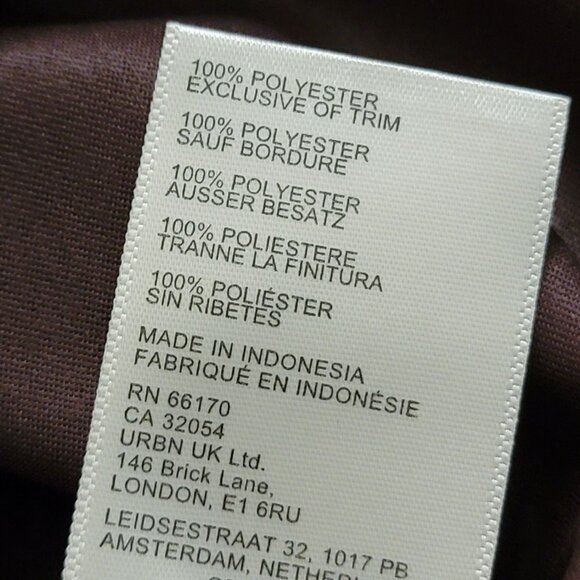 100% POLYESTER
EXCLUSIVE OF TRIM
100% POLYESTER
SAUF BORDURE
100% POLYESTER
AUSSER BESATZ
100% POLIESTERE
TRANNE LA FINITURA
100% POLIÉSTER
SIN RIBETES
MADE IN INDONESIA
FABRIQUÉ EN INDONÉSIE
RN 66170
CA 32054
URBN UK Ltd.
146 Brick Lane,
LONDON, E1 6RU
LEIDSESTRAAT 32, 1017 PB
AMSTERDAM,